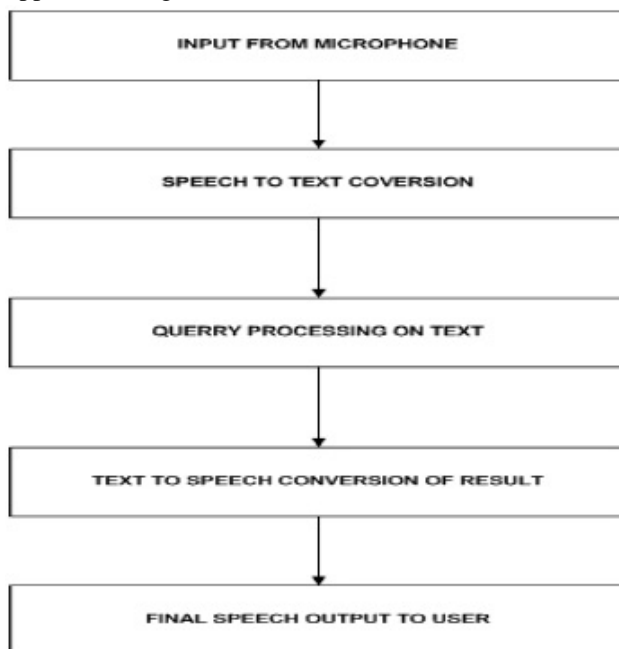 INPUT FROM MICROPHONE
SPEECH TO TEXT COVERSION
QUERRY PROCESSING ON TEXT
TEXT TO SPEECH CONVERSION OF RESULT
FINAL SPEECH OUTPUT TO USER